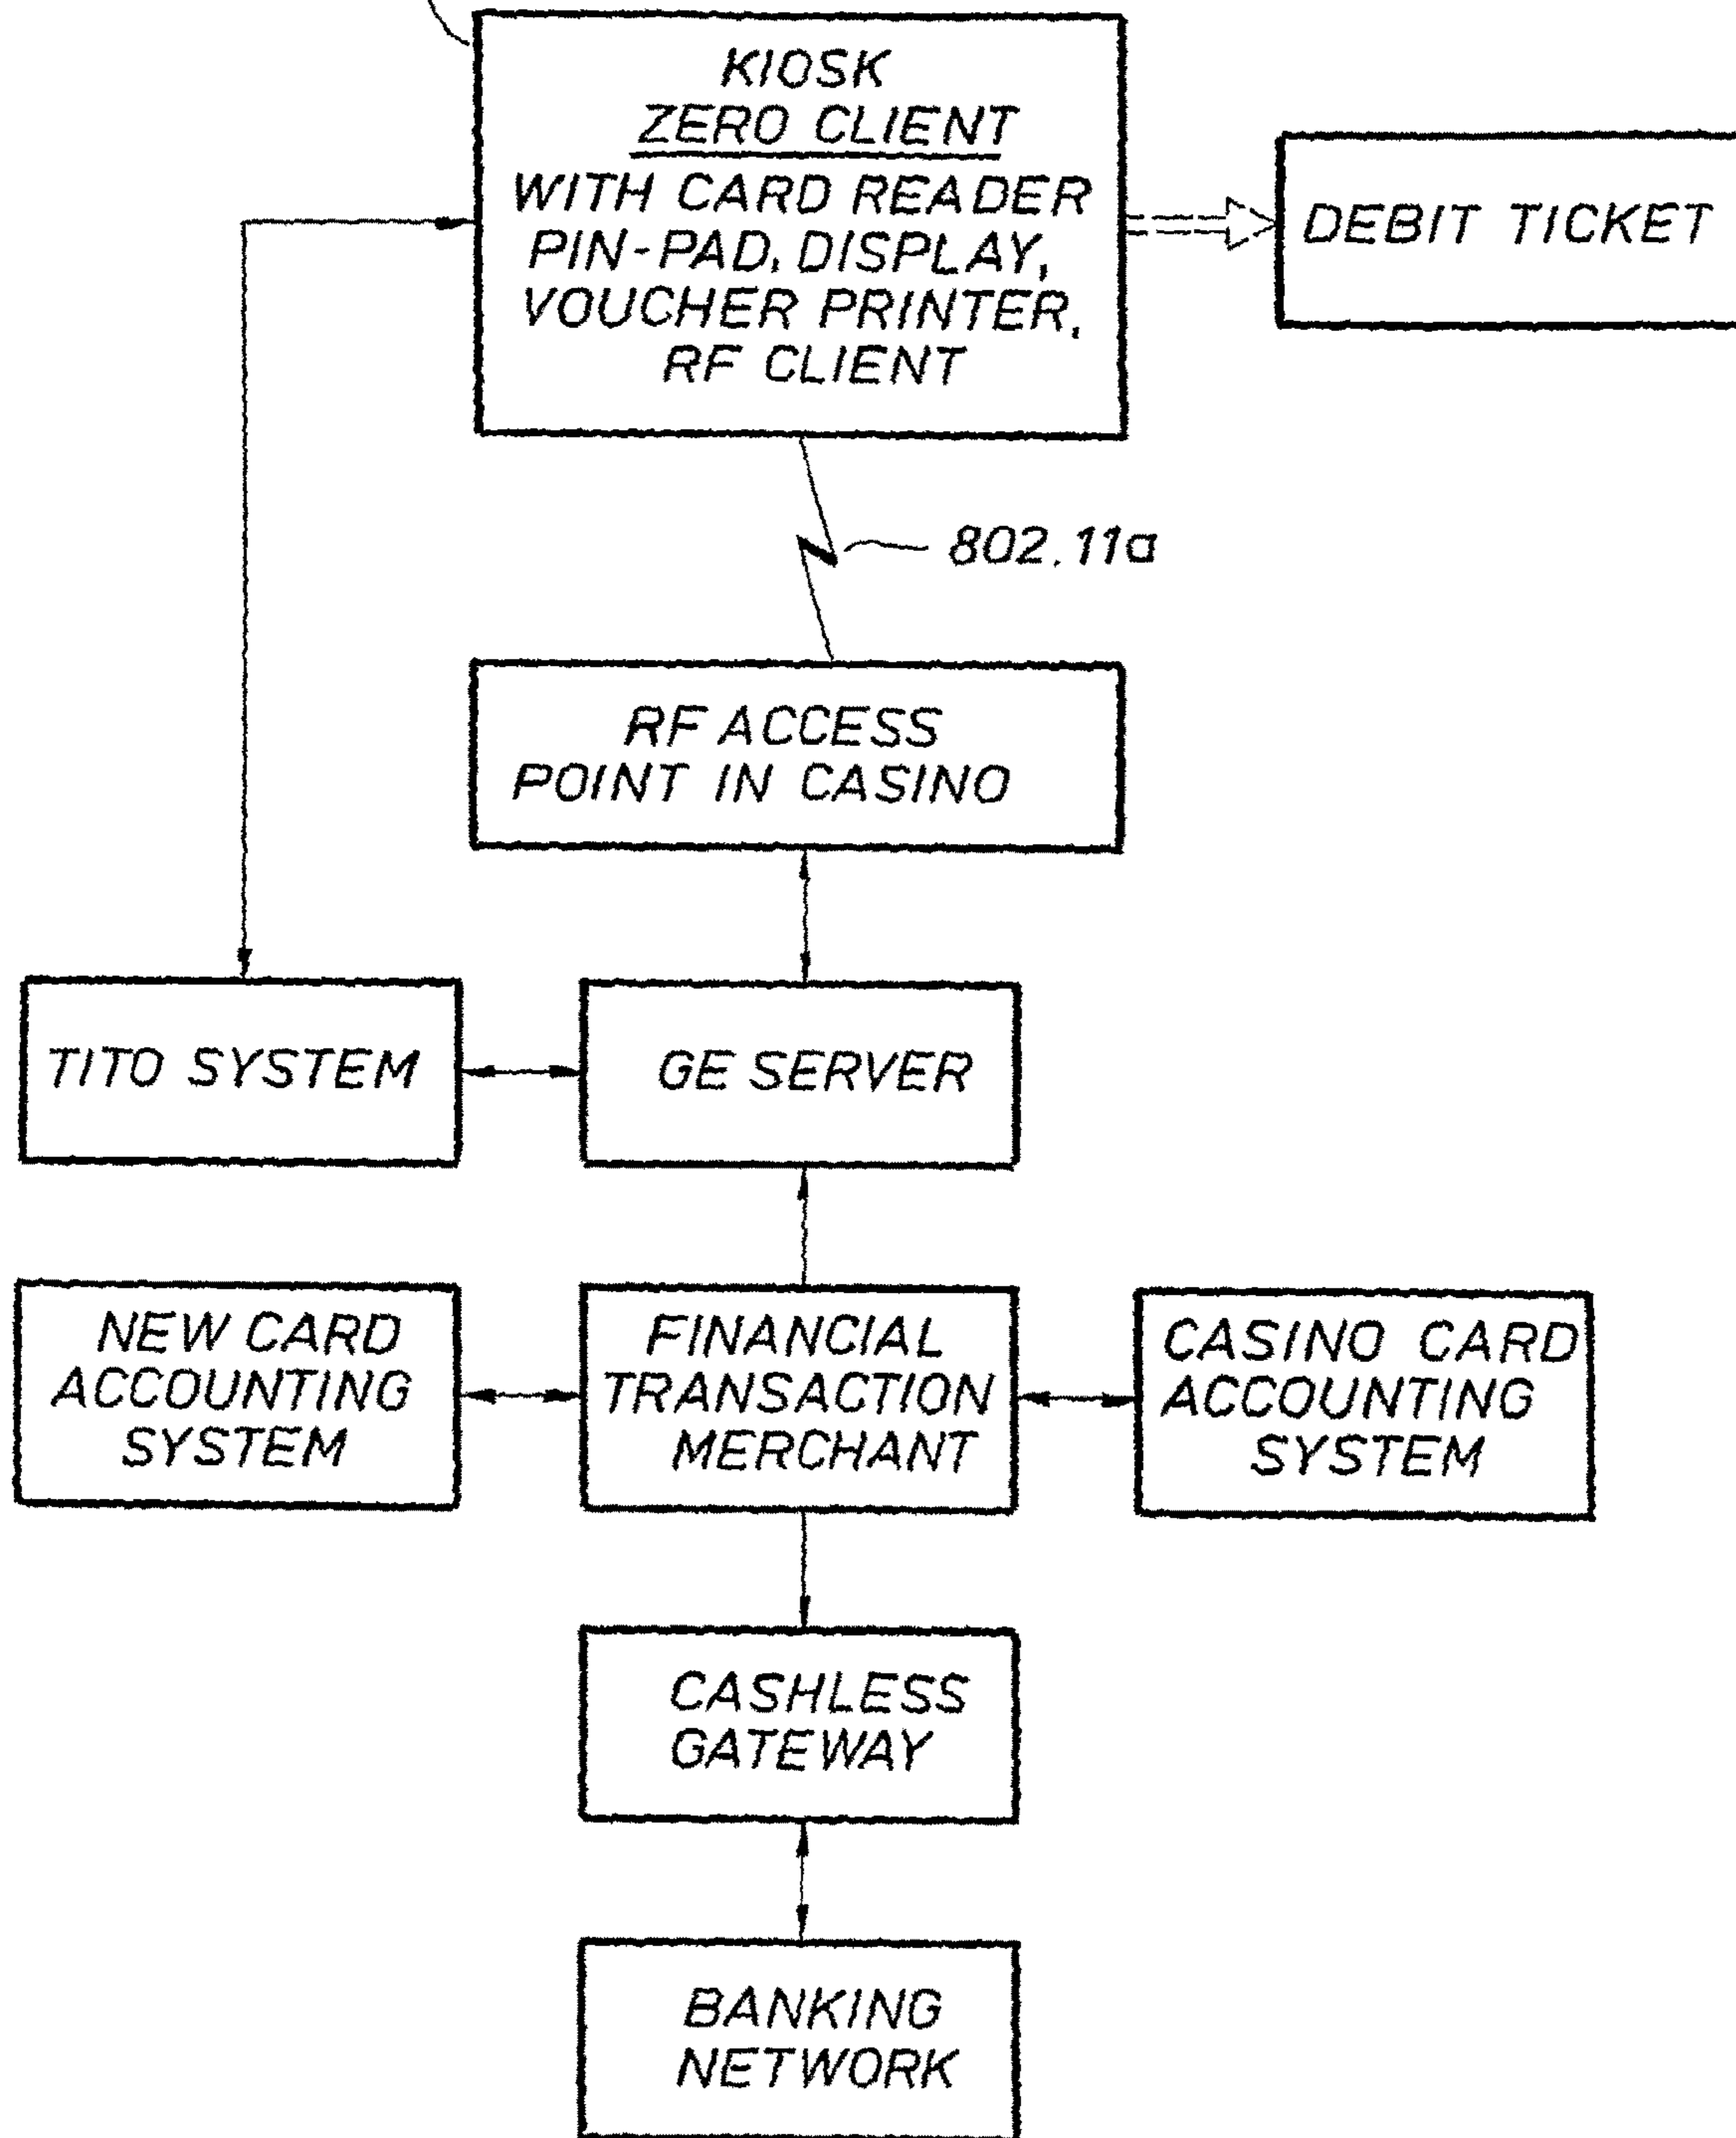 KIOSK
ZERO CLIENT
WITH CARD READER
PIN-PAD, DISPLAY,
VOUCHER PRINTER,
RF CLIENT
DEBIT TICKET
802.11a
RF ACCESS
POINT IN CASINO
TITO SYSTEM
GE SERVER
NEW CARD
ACCOUNTING
SYSTEM
FINANCIAL
TRANSACTION
MERCHANT
CASINO CARD
ACCOUNTING
SYSTEM
CASHLESS
GATEWAY
BANKING
NETWORK